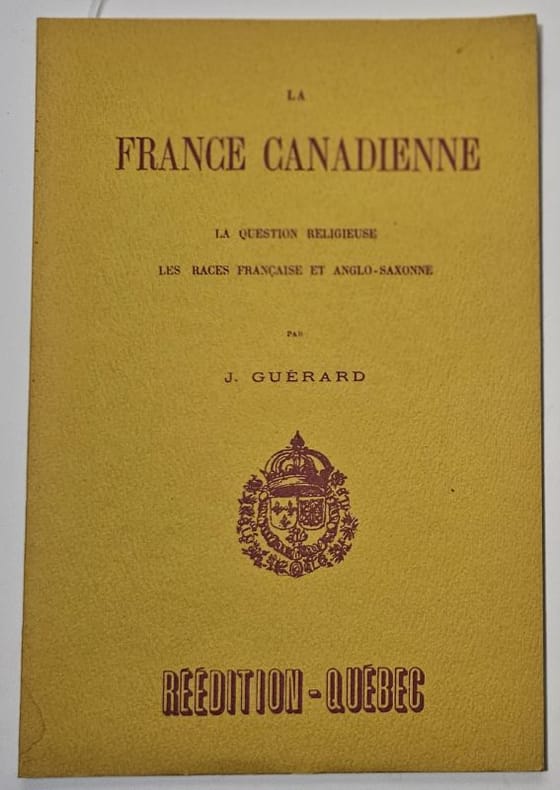 LA
FRANCE CANADIENNE
LA QUESTION RELIGIEUSE
LES RACES FRANÇAISE ET ANGLO-SAXONNE
PAR
J. GUÉRARD
RÉÉDITION - QUÉBEC